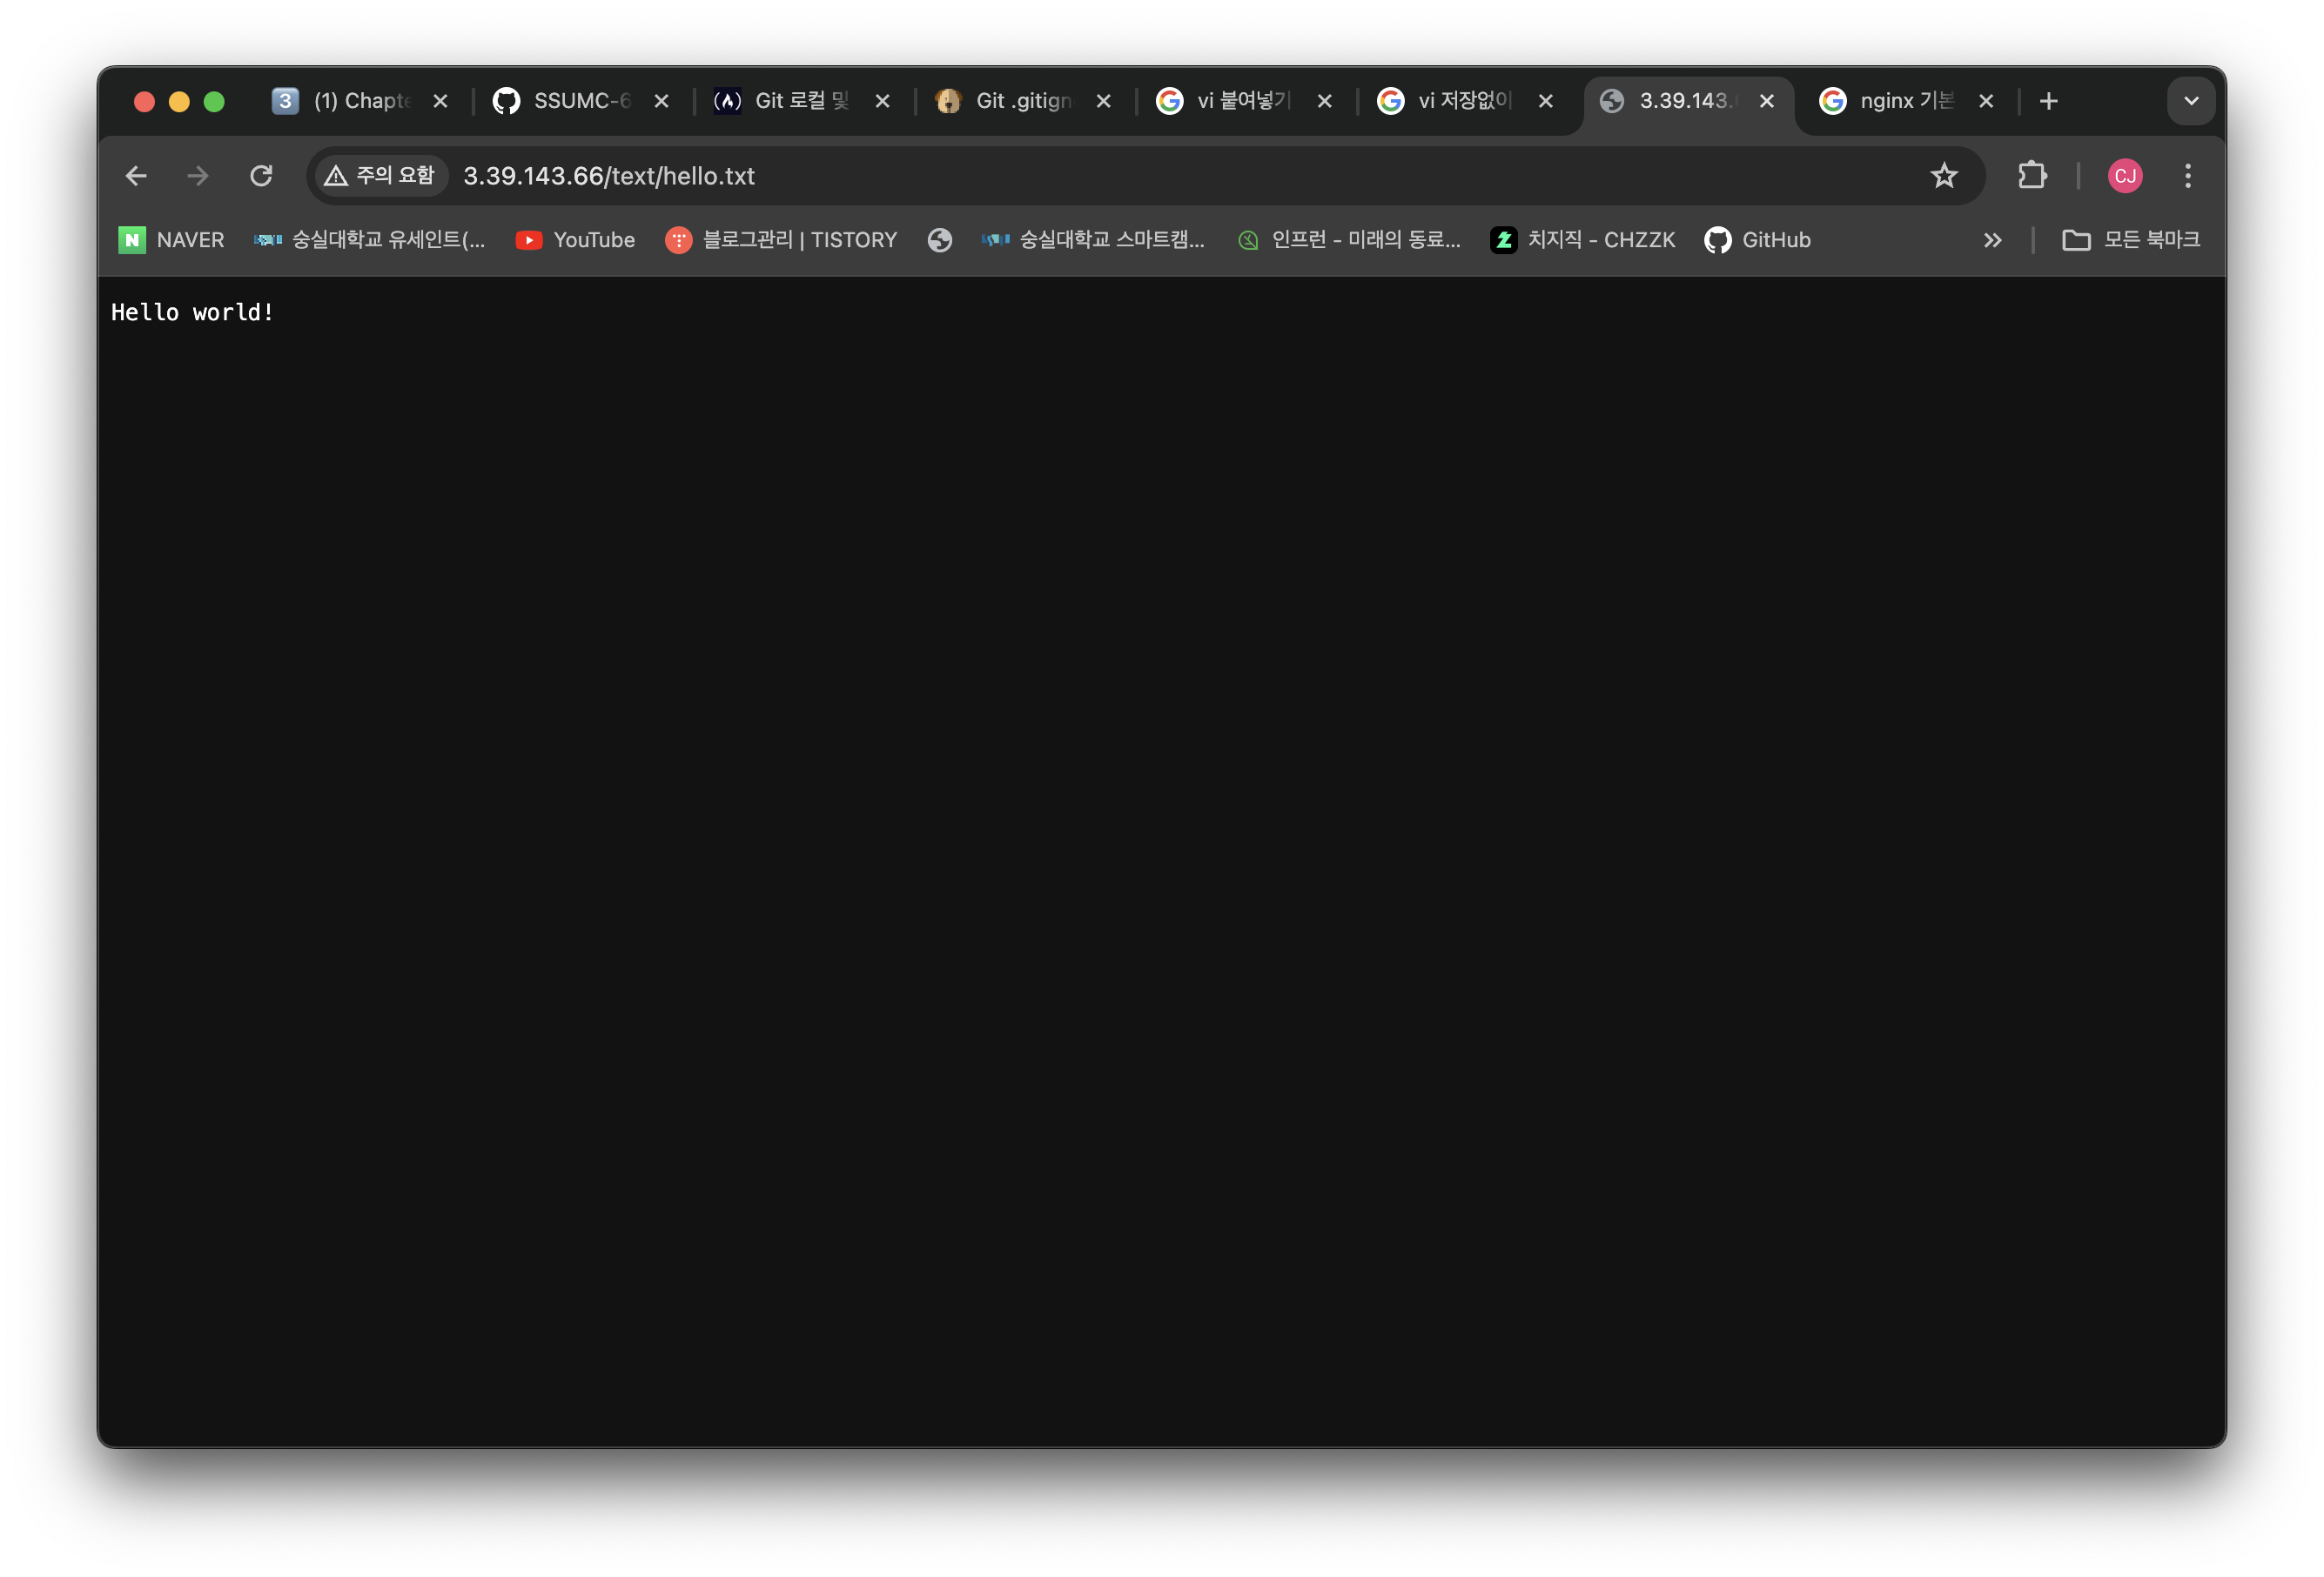 3 (1) Chapte SSUMC-6 Git 로컬 및 Git .gitign vi 붙여넣기 vi 저장없이 3.39.143. nginx 기본
주의 요함 3.39.143.66/text/hello.txt CJ
N NAVER 숭실대학교 유세인트(... YouTube 블로그관리 | TISTORY 숭실대학교 스마트캠... 인프런 - 미래의 동료... 치지직 - CHZZK GitHub 모든 북마크
Hello world!